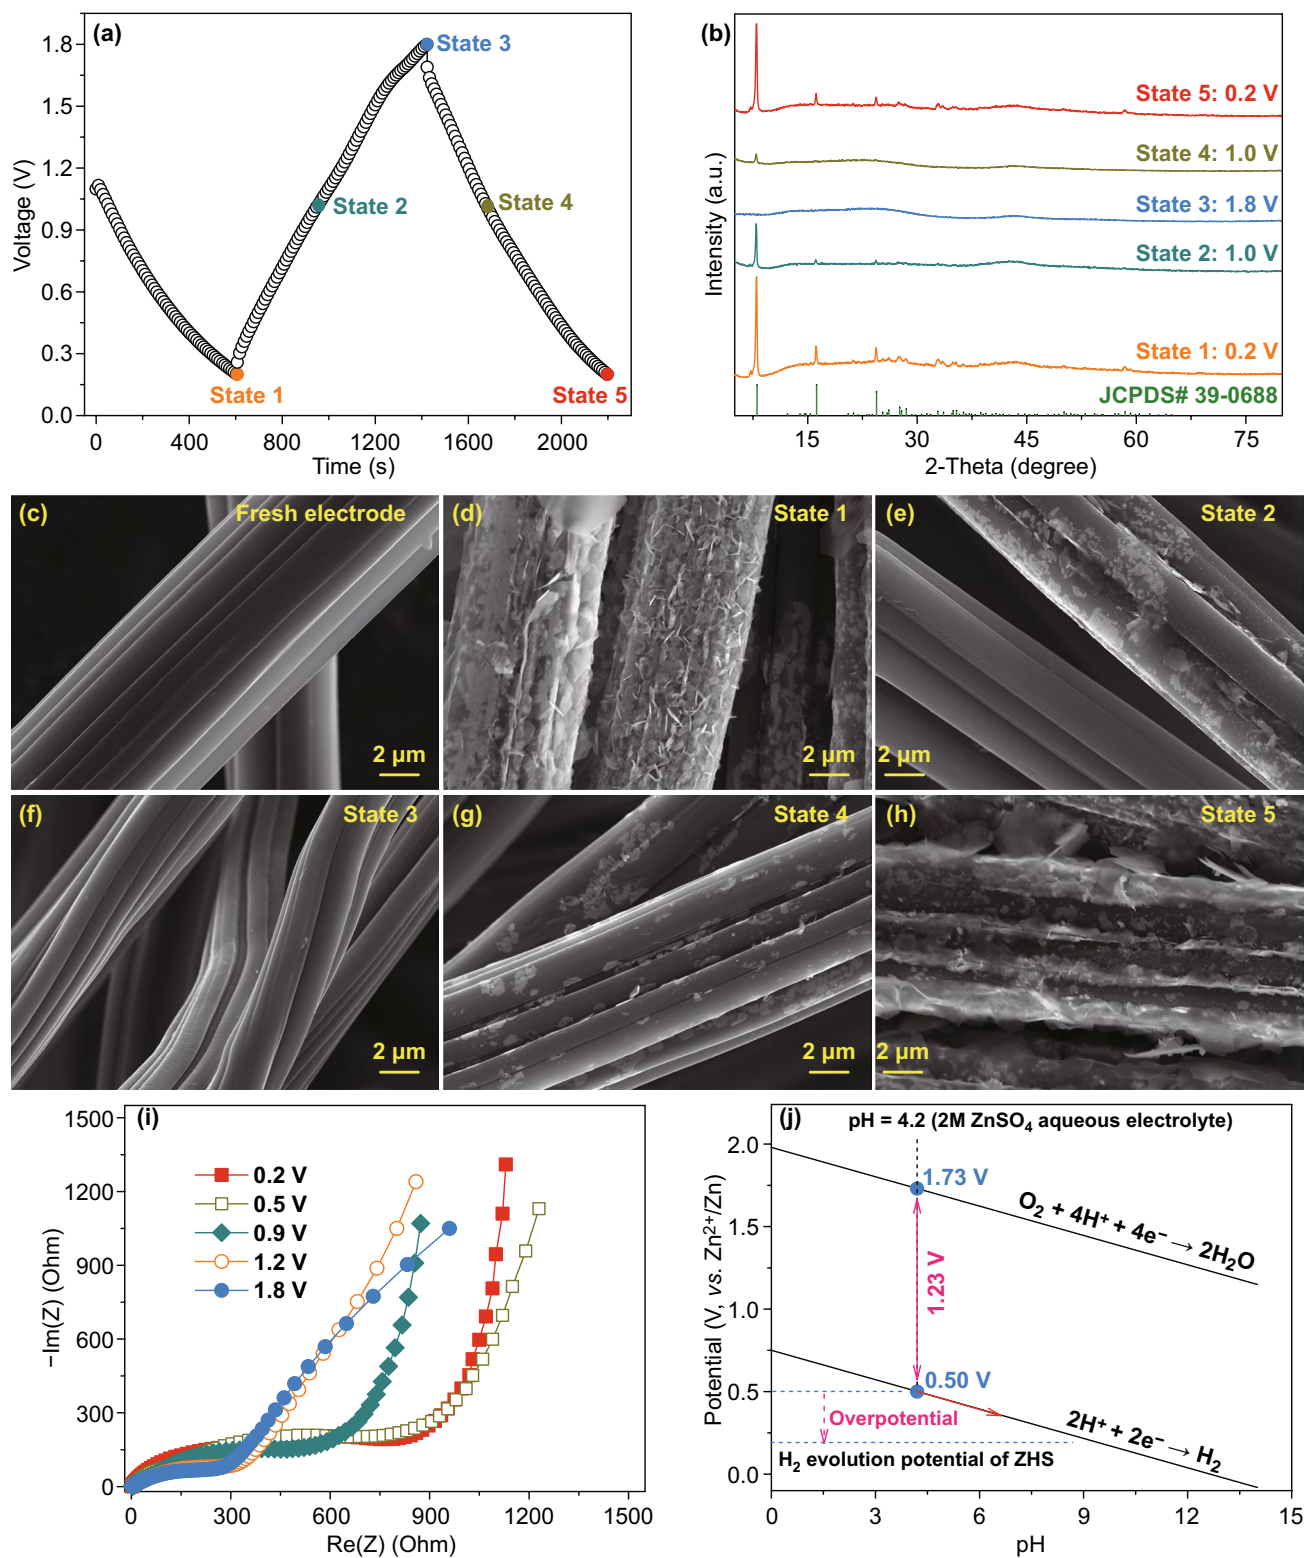 (a)
State 3
State 2
State 4
State 1
State 5
1.8
1.5
1.2
0.9
0.6
0.3
0.0
Voltage (V)
0
400
800
1200
1600
2000
Time (s)
(b)
State 5: 0.2 V
State 4: 1.0 V
State 3: 1.8 V
State 2: 1.0 V
State 1: 0.2 V
JCPDS# 39-0688
Intensity (a.u.)
15
30
45
60
75
2-Theta (degree)
(c)
Fresh electrode
2 μm
(d)
State 1
2 μm
(e)
State 2
2 μm
(f)
State 3
2 μm
(g)
State 4
2 μm
(h)
State 5
2 μm
(i)
0.2 V
0.5 V
0.9 V
1.2 V
1.8 V
1500
1200
900
600
300
0
−Im(Z) (Ohm)
0
300
600
900
1200
1500
Re(Z) (Ohm)
(j)
pH = 4.2 (2M ZnSO₄ aqueous electrolyte)
1.73 V
O₂ + 4H⁺ + 4e⁻ → 2H₂O
1.23 V
0.50 V
Overpotential
2H⁺ + 2e⁻ → H₂
H₂ evolution potential of ZHS
2.0
1.5
1.0
0.5
0.0
Potential (V, vs. Zn²⁺/Zn)
0
3
6
9
12
15
pH